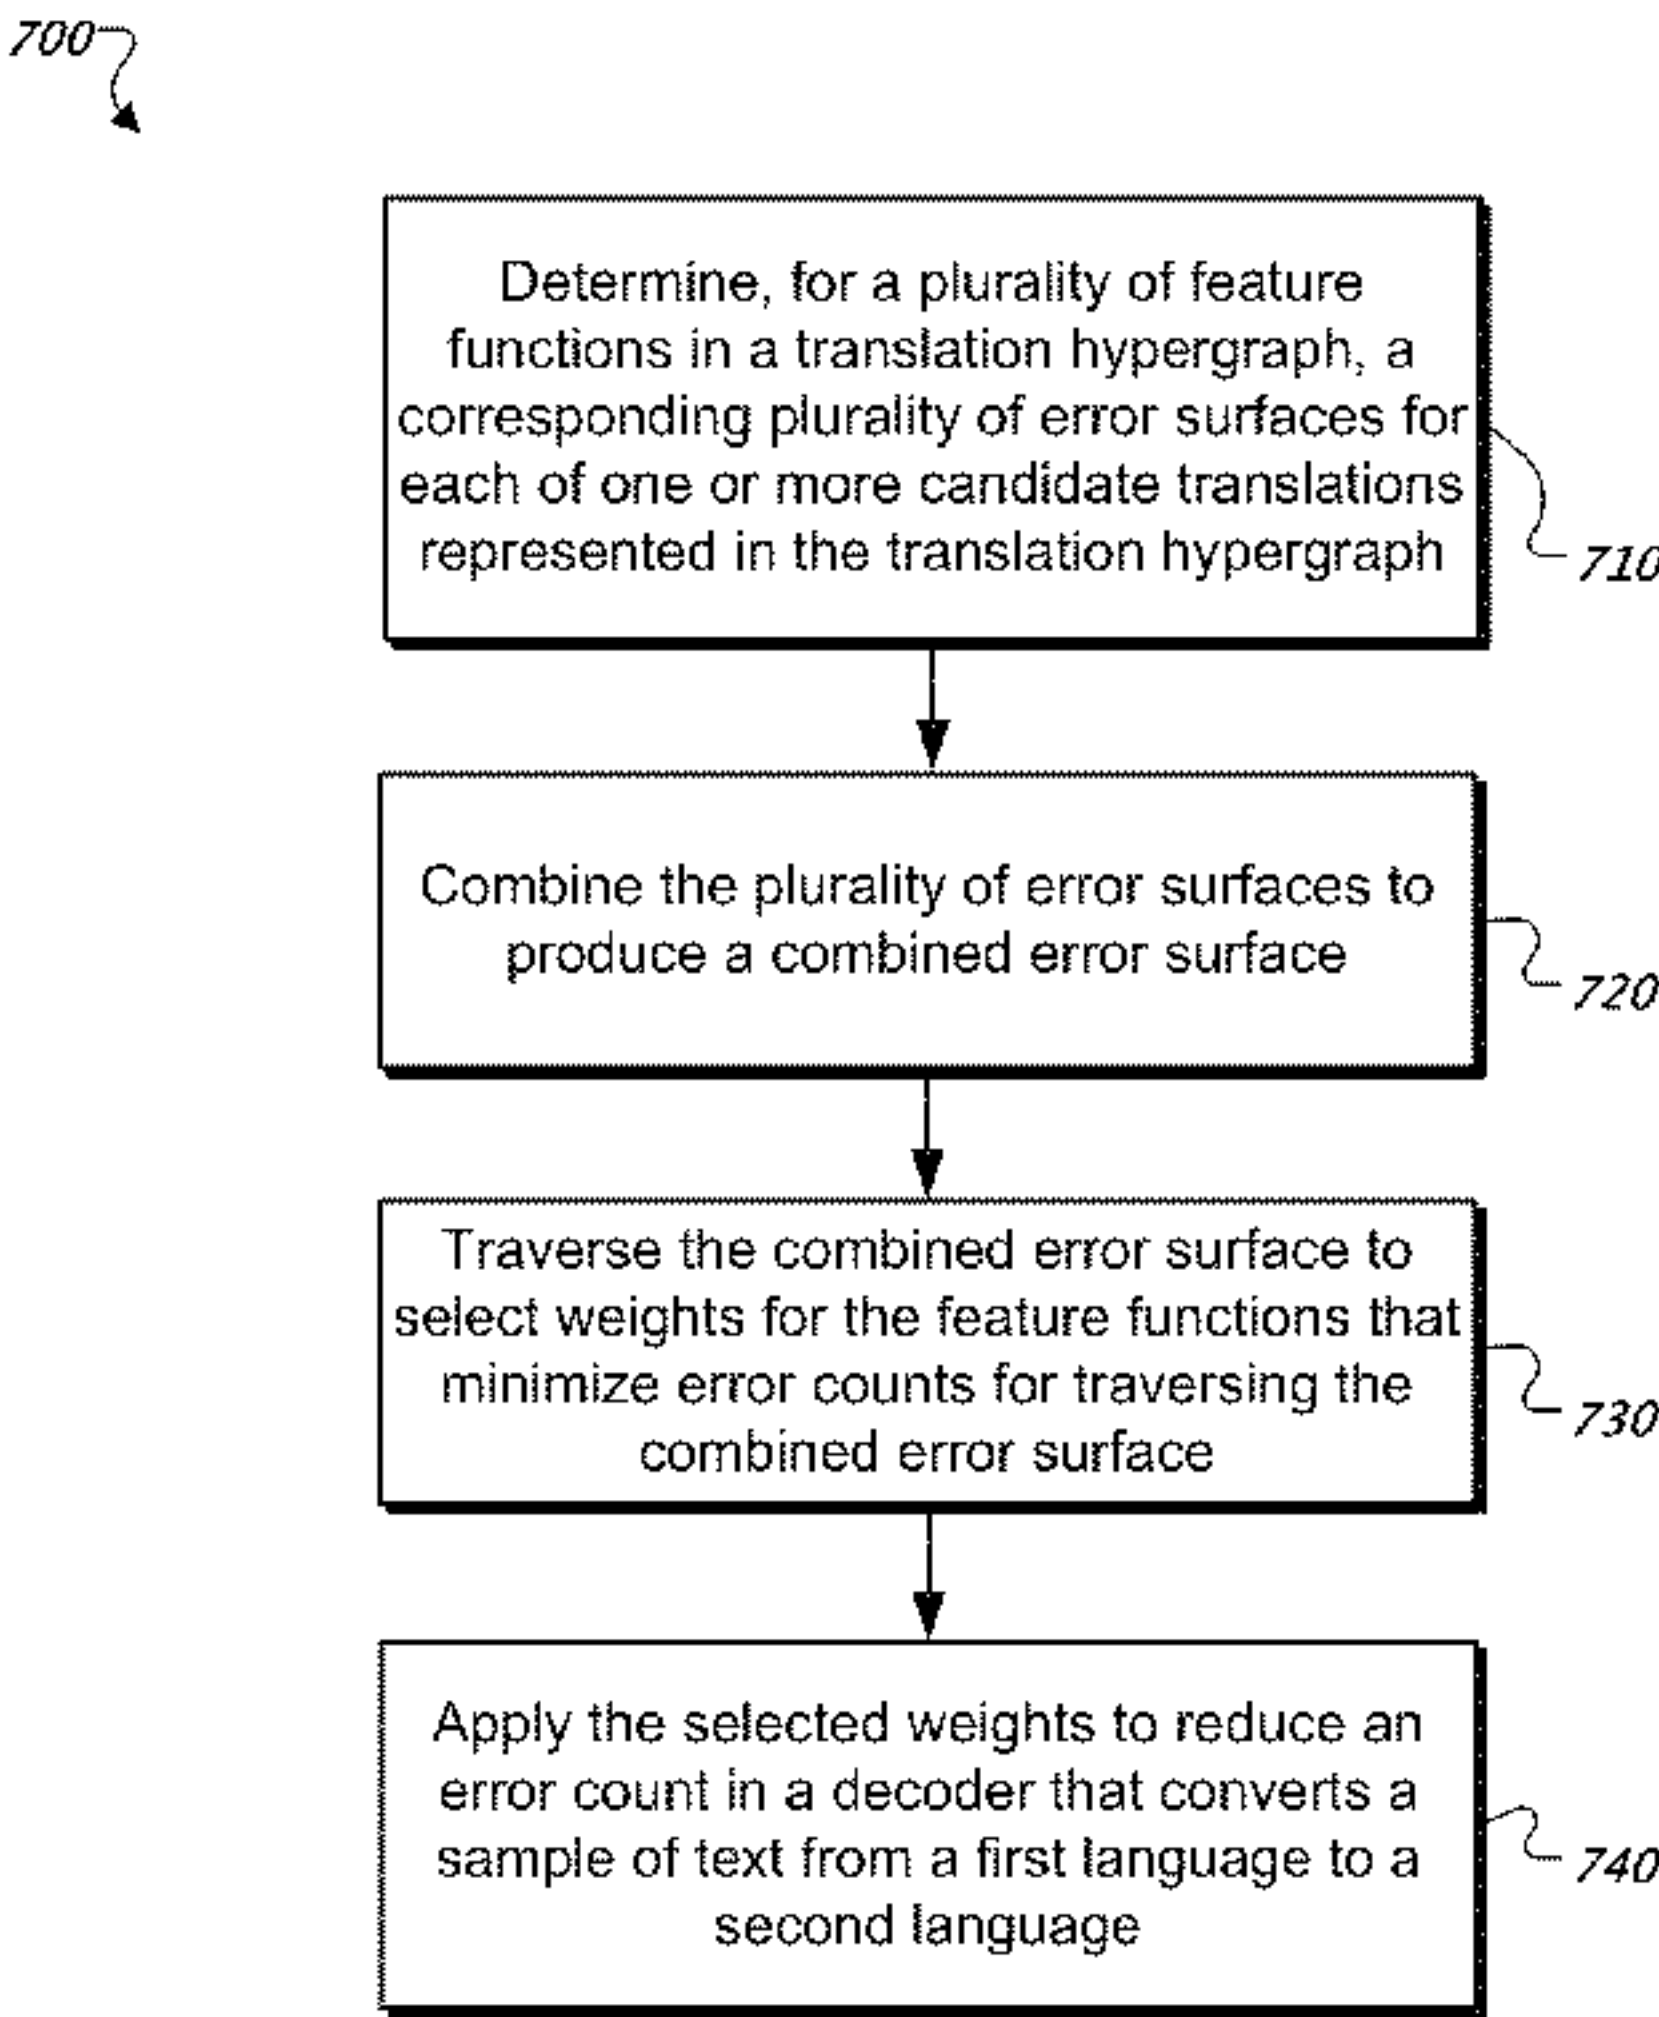 700
Determine, for a plurality of feature
functions in a translation hypergraph, a
corresponding plurality of error surfaces for
each of one or more candidate translations
represented in the translation hypergraph
710
Combine the plurality of error surfaces to
produce a combined error surface
720
Traverse the combined error surface to
select weights for the feature functions that
minimize error counts for traversing the
combined error surface
730
Apply the selected weights to reduce an
error count in a decoder that converts a
sample of text from a first language to a
second language
740